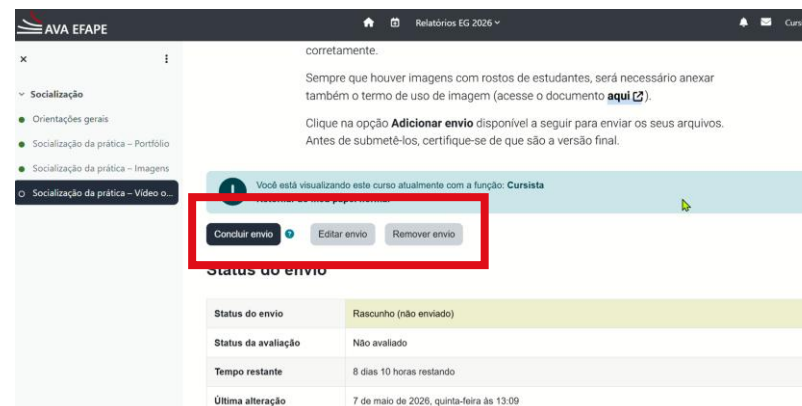 AVA EFAPE
Relatórios EG 2026
Curs
corretamente.
Sempre que houver imagens com rostos de estudantes, será necessário anexar
também o termo de uso de imagem (acesse o documento aqui).
Clique na opção Adicionar envio disponível a seguir para enviar os seus arquivos.
Antes de submetê-los, certifique-se de que são a versão final.
Socialização
Orientações gerais
Socialização da prática – Portfólio
Socialização da prática – Imagens
Socialização da prática – Vídeo o...
Você está visualizando este curso atualmente com a função: Cursista
Concluir envio
Editar envio
Remover envio
Status do envio
Status do envio Rascunho (não enviado)
Status da avaliação Não avaliado
Tempo restante 8 dias 10 horas restando
Última alteração 7 de maio de 2026, quinta-feira às 13:09